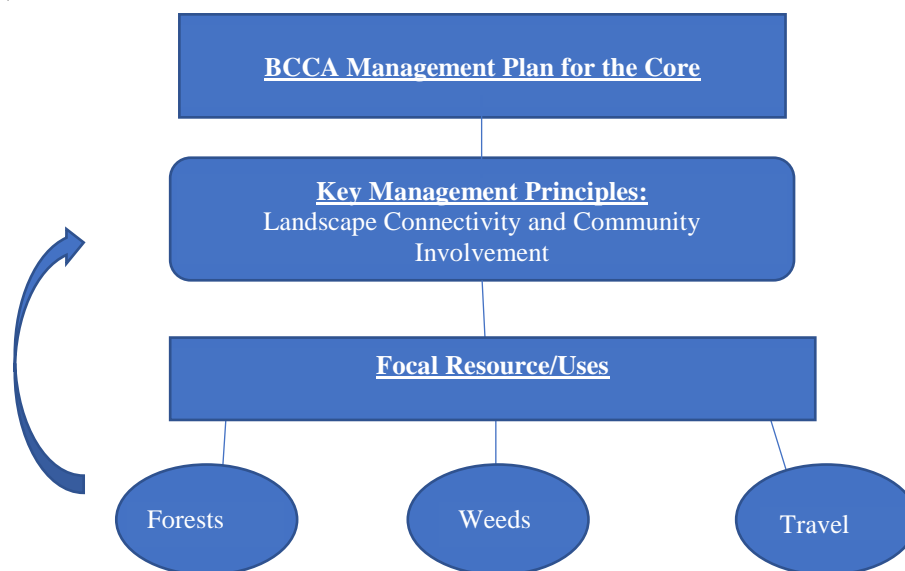 BCCA Management Plan for the Core
Key Management Principles:
Landscape Connectivity and Community
Involvement
Focal Resource/Uses
Forests
Weeds
Travel